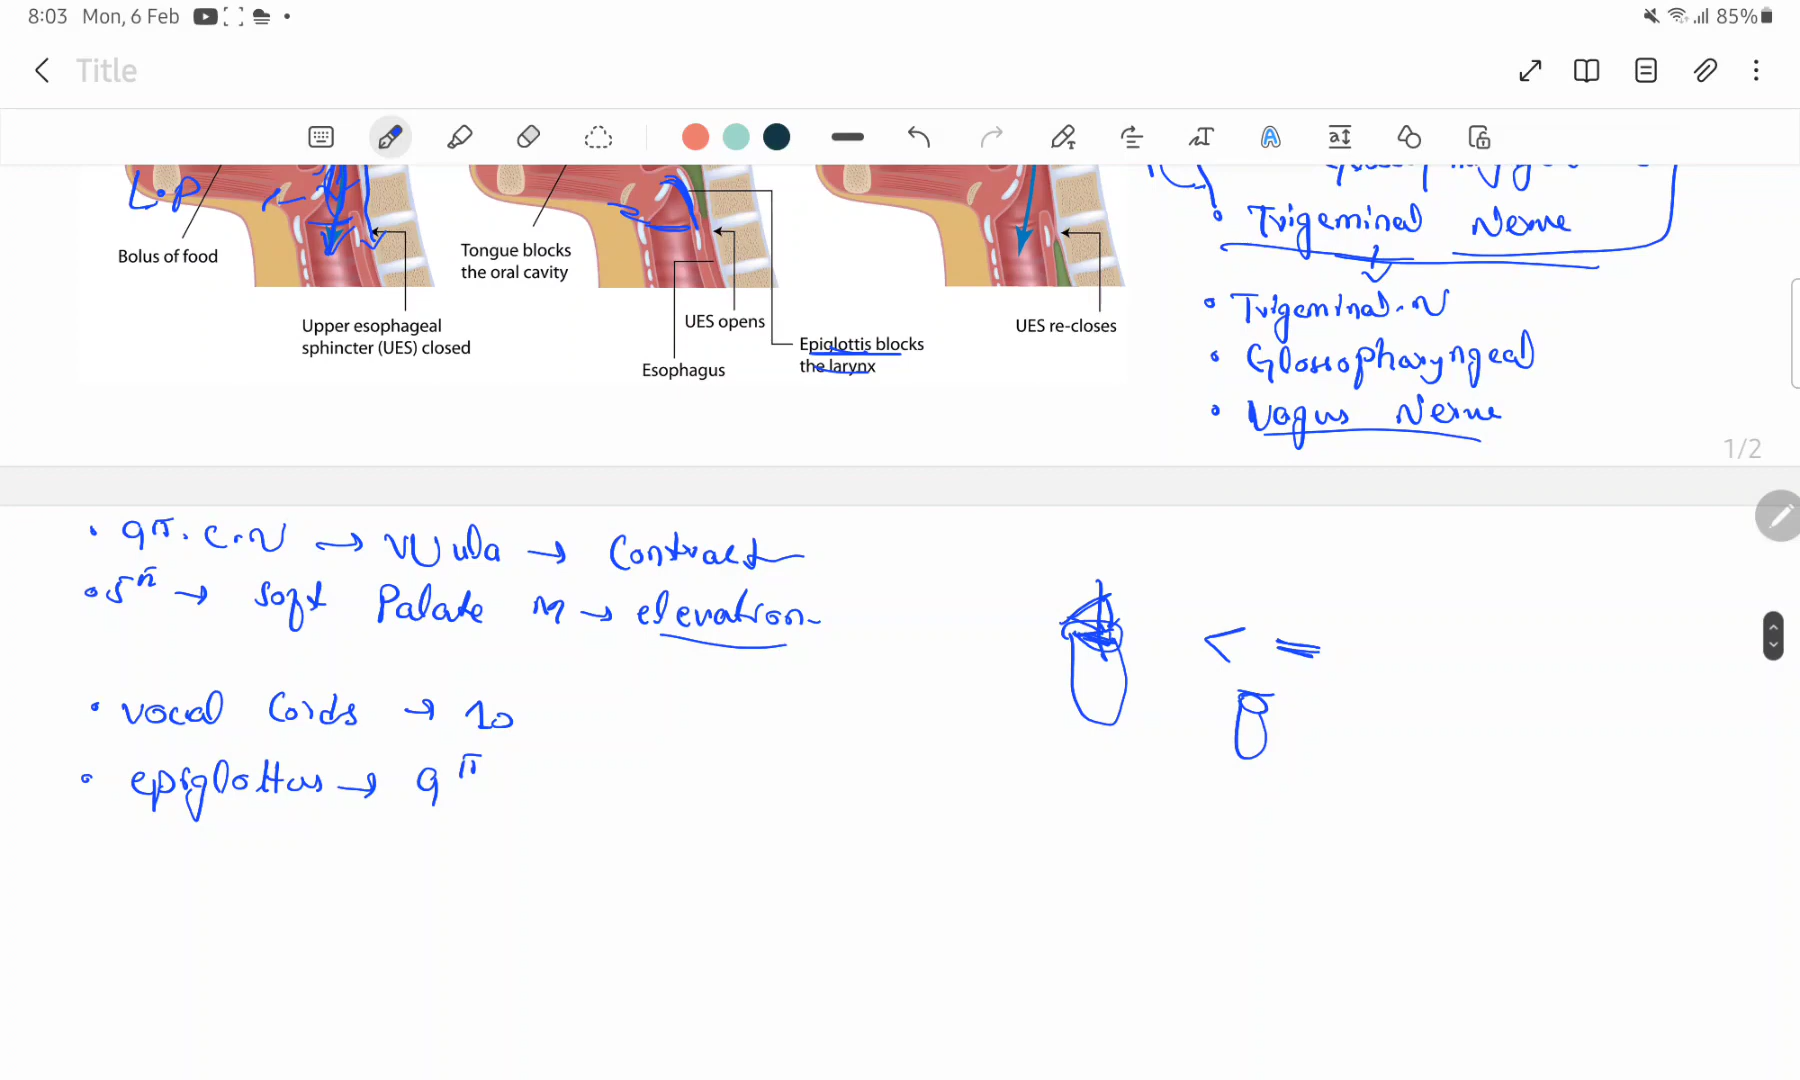 8:03 Mon, 6 Feb
85%
Title
L.P
Bolus of food
Upper esophageal
sphincter (UES) closed
Tongue blocks
the oral cavity
UES opens
Esophagus
Epiglottis blocks
the larynx
UES re-closes
• Trigeminal Nerve
• Trigeminal.N
• Glossopharyngeal
• Vagus Nerve
1/2
• 9th. C.N → Uvula → Contract
• 5th → Soft Palate M → elevation
• vocal Cords → 10
• epiglottus → 9th
< =